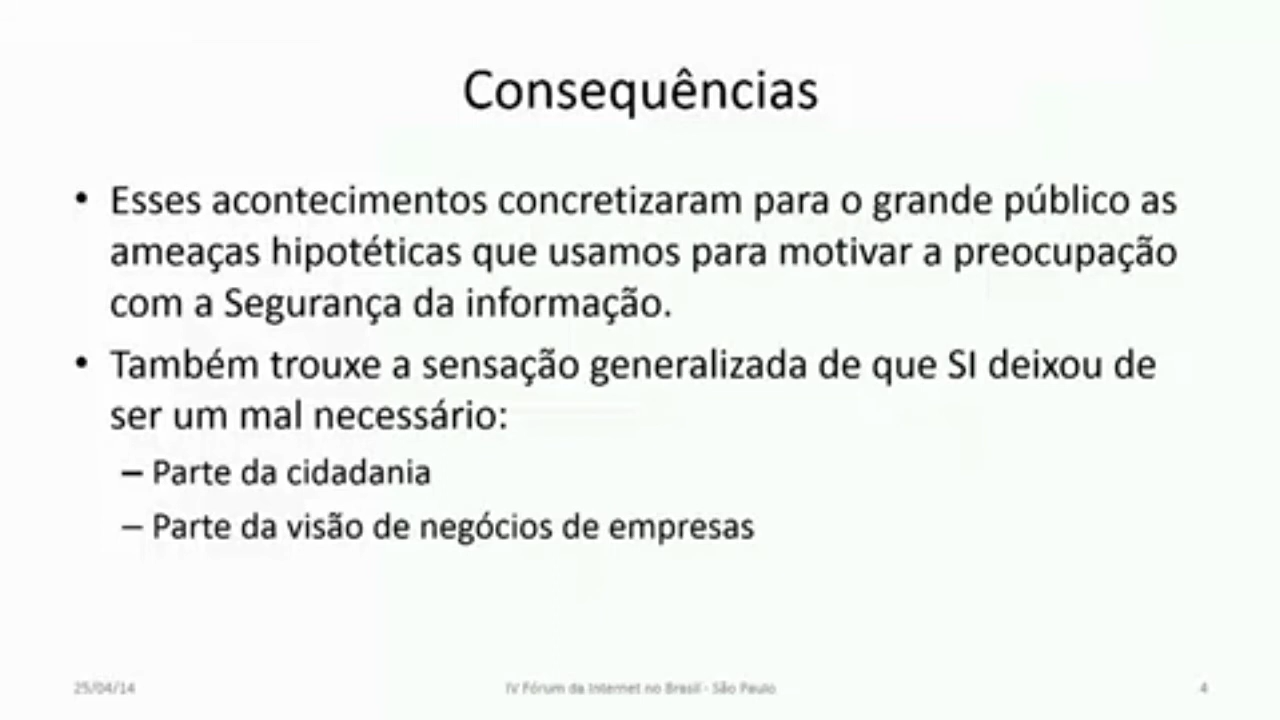 Consequências
• Esses acontecimentos concretizaram para o grande público as
ameaças hipotéticas que usamos para motivar a preocupação
com a Segurança da informação.
• Também trouxe a sensação generalizada de que SI deixou de
ser um mal necessário:
– Parte da cidadania
– Parte da visão de negócios de empresas
25/04/14 IV Fórum da Internet no Brasil - São Paulo 4